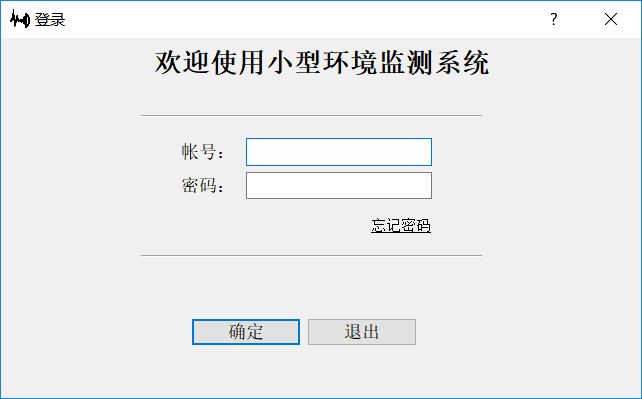 登录
欢迎使用小型环境监测系统
帐号：
密码：
忘记密码
确定
退出